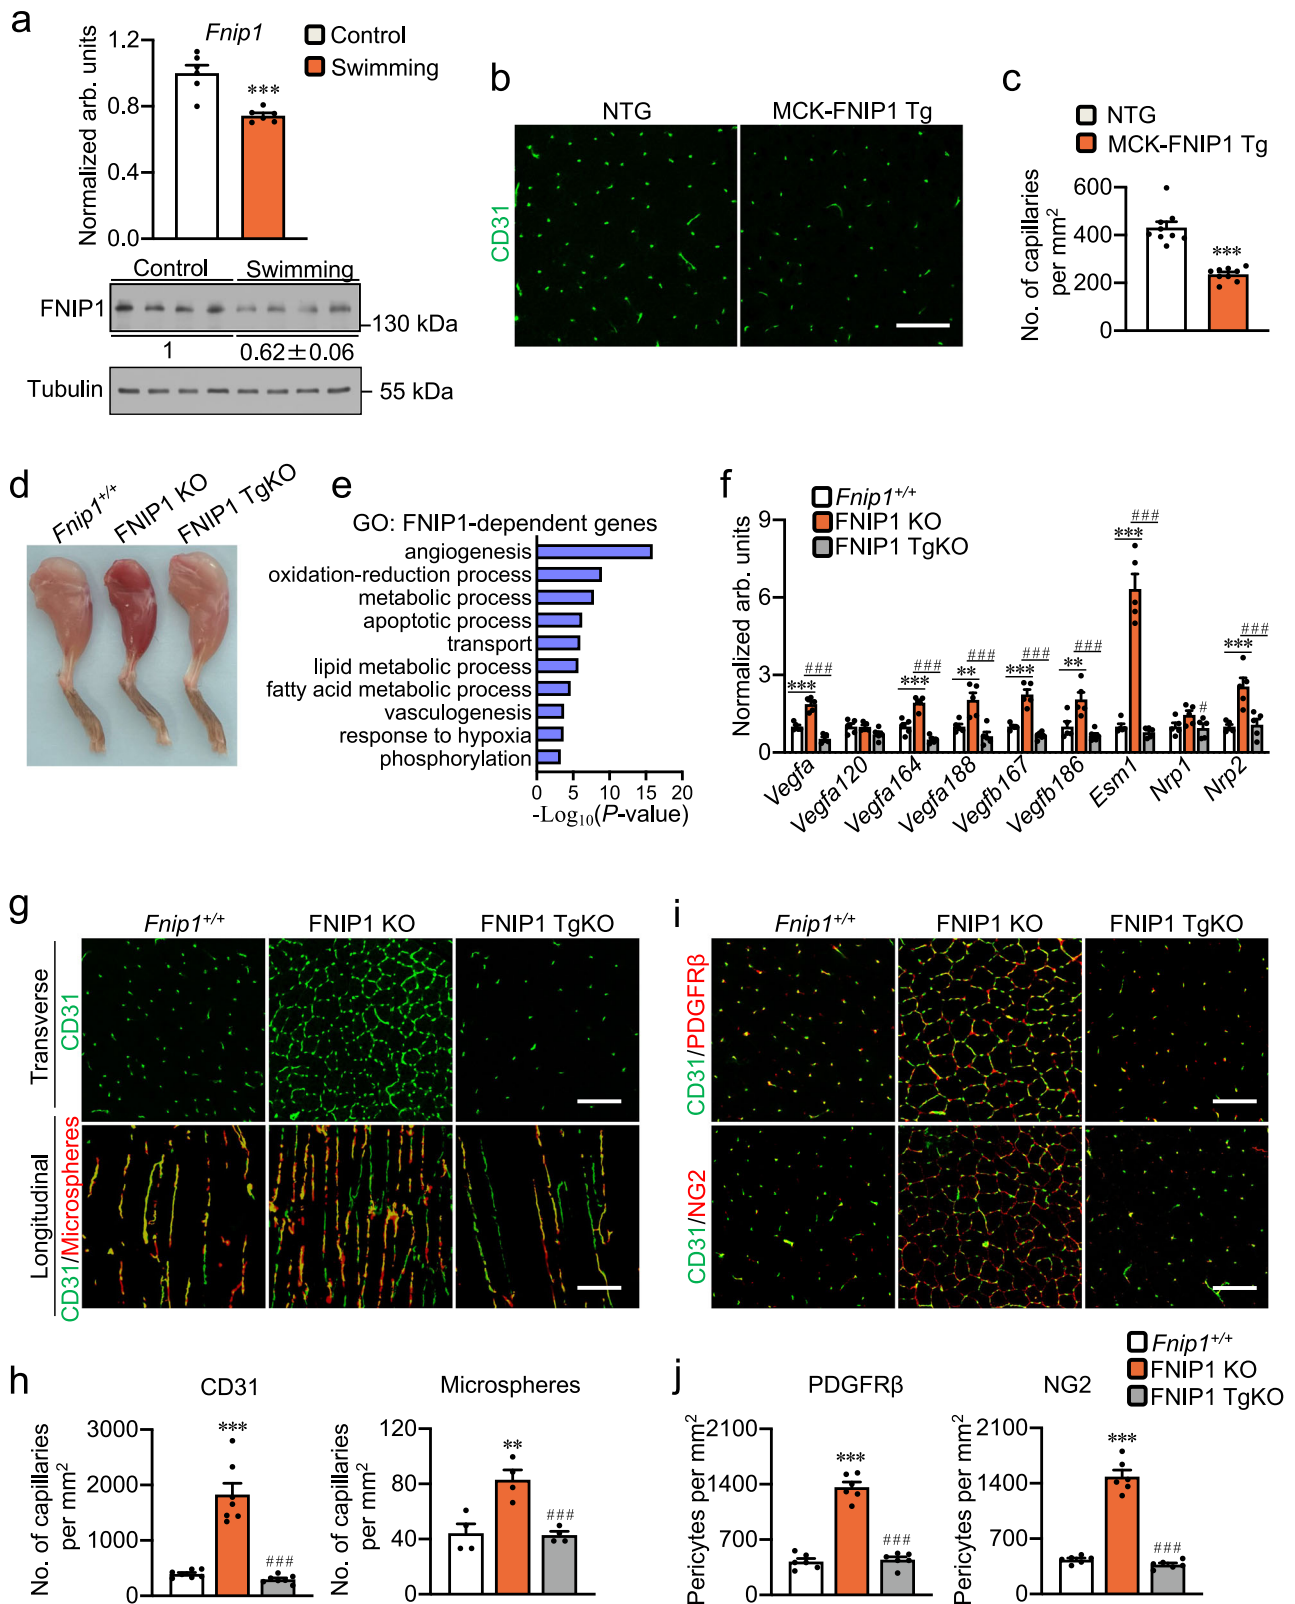 a
Fnip1
Control
Swimming
Normalized arb. units
1.2
0.8
0.4
0.0
***
Control Swimming
FNIP1
130 kDa
1 0.62±0.06
Tubulin
55 kDa
b
NTG MCK-FNIP1 Tg
CD31
c
NTG
MCK-FNIP1 Tg
No. of capillaries
per mm²
600
400
200
0
***
d
Fnip1+/+
FNIP1 KO
FNIP1 TgKO
e
GO: FNIP1-dependent genes
angiogenesis
oxidation-reduction process
metabolic process
apoptotic process
transport
lipid metabolic process
fatty acid metabolic process
vasculogenesis
response to hypoxia
phosphorylation
0 5 10 15 20
-Log10(P-value)
f
Fnip1+/+
FNIP1 KO
FNIP1 TgKO
Normalized arb. units
9
6
3
0
*** ###
*** ###
** ###
*** ###
** ###
*** ###
#
*** ###
Vegfa
Vegfa120
Vegfa164
Vegfa188
Vegfb167
Vegfb186
Esm1
Nrp1
Nrp2
g
Fnip1+/+ FNIP1 KO FNIP1 TgKO
Transverse
CD31
Longitudinal
CD31/Microspheres
i
Fnip1+/+ FNIP1 KO FNIP1 TgKO
CD31/PDGFRβ
CD31/NG2
h
CD31
No. of capillaries
per mm²
3000
2000
1000
0
***
###
Microspheres
No. of capillaries
per mm²
120
80
40
0
**
###
j
Fnip1+/+
FNIP1 KO
FNIP1 TgKO
PDGFRβ
Pericytes per mm²
2100
1400
700
0
***
###
NG2
Pericytes per mm²
2100
1400
700
0
***
###